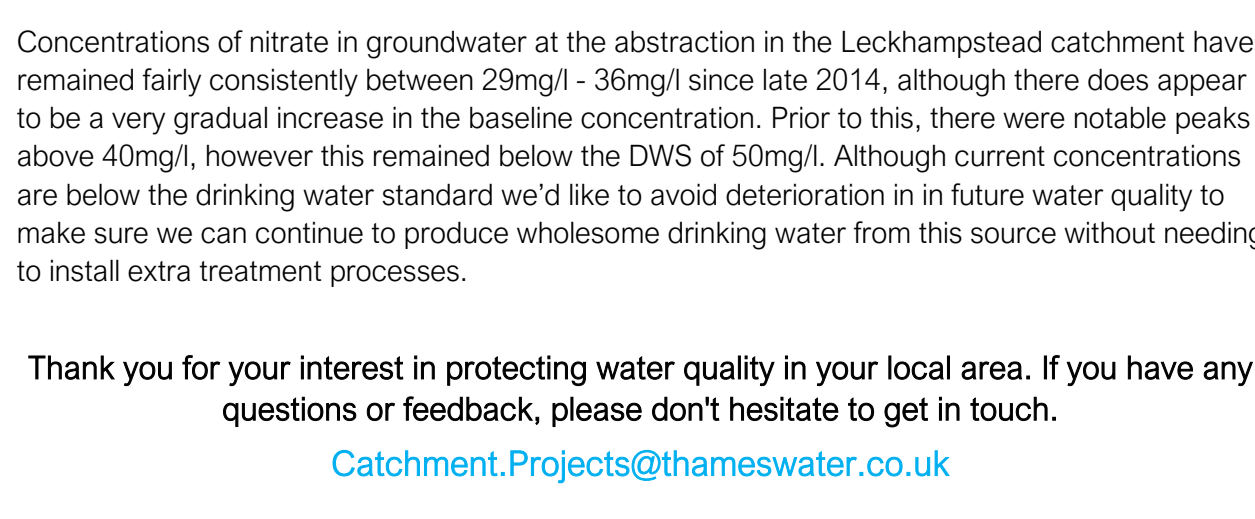 Concentrations of nitrate in groundwater at the abstraction in the Leckhampstead catchment have
remained fairly consistently between 29mg/l - 36mg/l since late 2014, although there does appear
to be a very gradual increase in the baseline concentration. Prior to this, there were notable peaks
above 40mg/l, however this remained below the DWS of 50mg/l. Although current concentrations
are below the drinking water standard we’d like to avoid deterioration in in future water quality to
make sure we can continue to produce wholesome drinking water from this source without needing
to install extra treatment processes.
Thank you for your interest in protecting water quality in your local area. If you have any
questions or feedback, please don't hesitate to get in touch.
Catchment.Projects@thameswater.co.uk